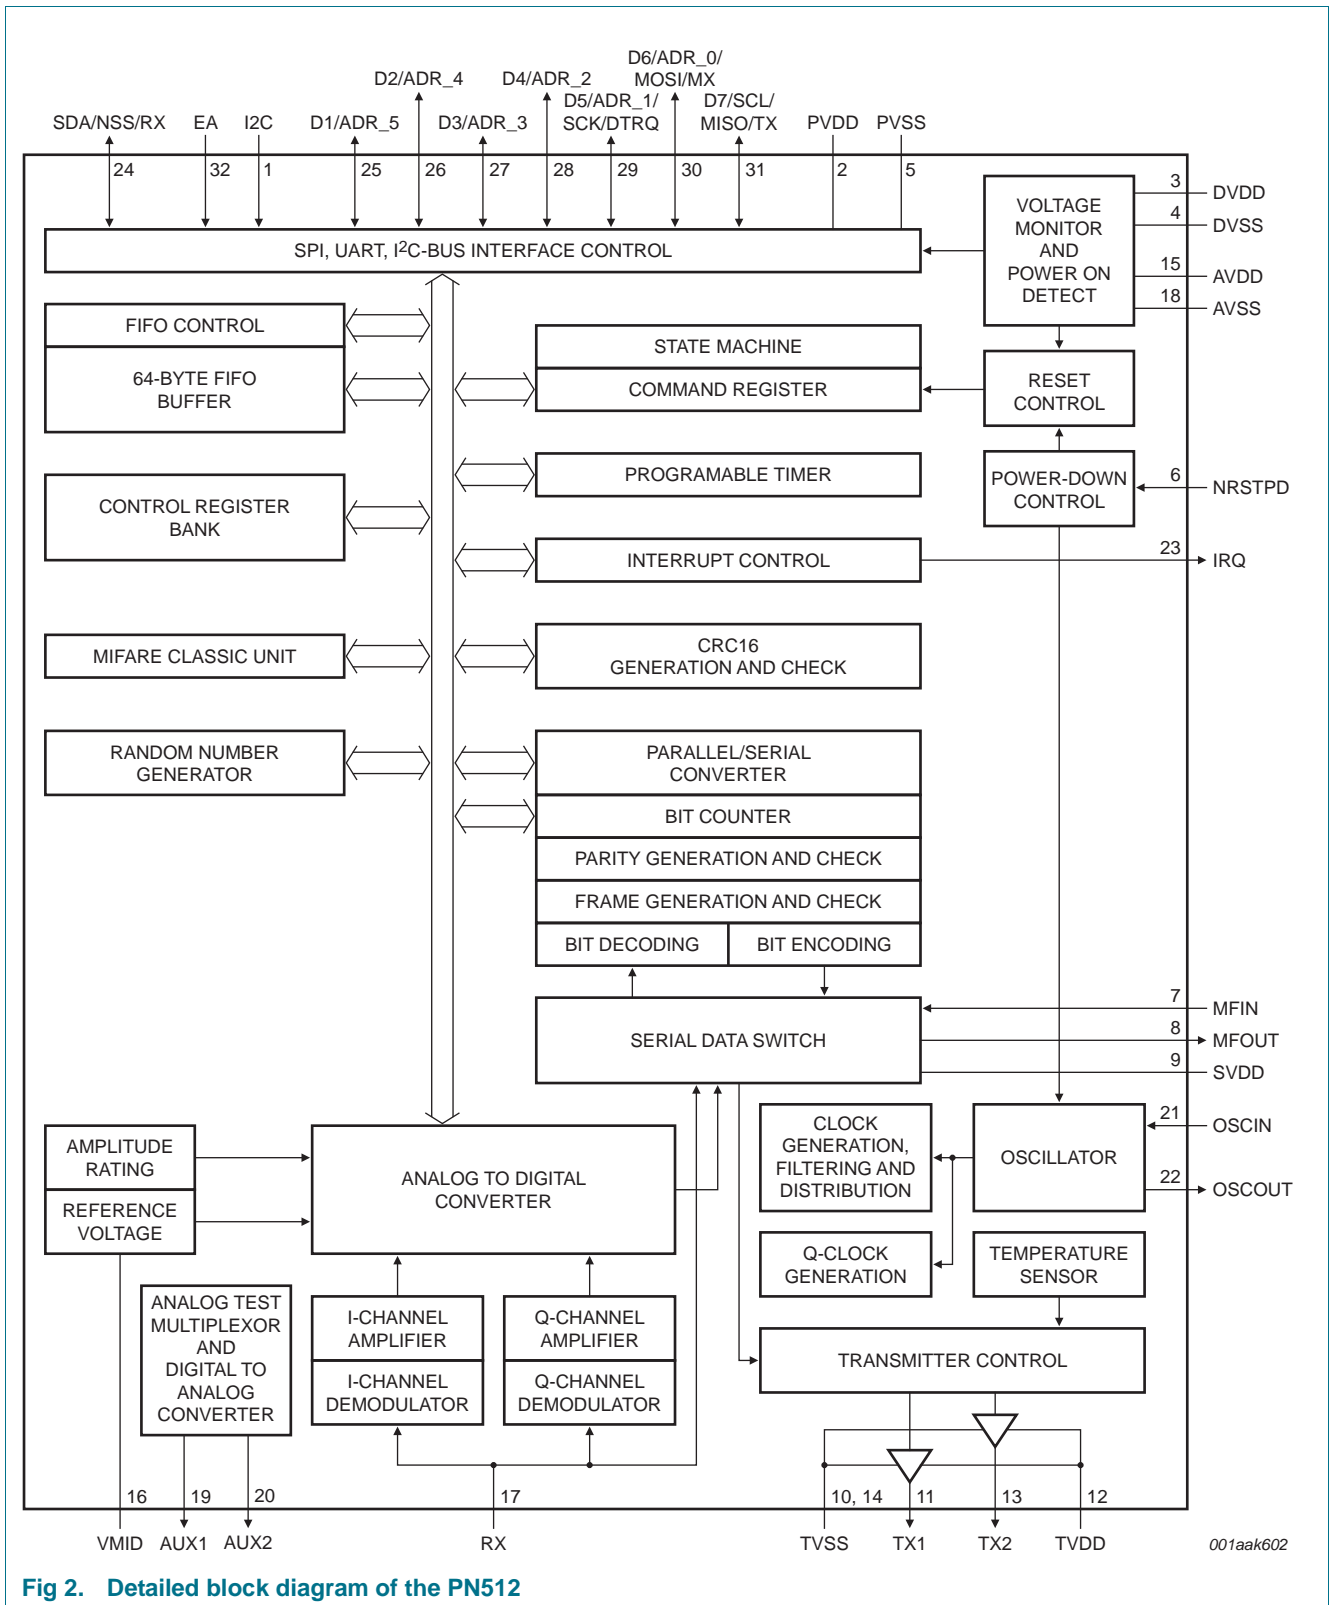 D6/ADR_0/
MOSI/MX
D2/ADR_4
D4/ADR_2
D5/ADR_1/
SCK/DTRQ
D7/SCL/
MISO/TX
SDA/NSS/RX
EA
I2C
D1/ADR_5
D3/ADR_3
PVDD
PVSS
24
32
1
25
26
27
28
29
30
31
2
5
SPI, UART, I2C-BUS INTERFACE CONTROL
VOLTAGE
MONITOR
AND
POWER ON
DETECT
3
DVDD
4
DVSS
15
AVDD
18
AVSS
FIFO CONTROL
64-BYTE FIFO
BUFFER
STATE MACHINE
COMMAND REGISTER
RESET
CONTROL
CONTROL REGISTER
BANK
PROGRAMABLE TIMER
POWER-DOWN
CONTROL
6
NRSTPD
INTERRUPT CONTROL
23
IRQ
MIFARE CLASSIC UNIT
CRC16
GENERATION AND CHECK
RANDOM NUMBER
GENERATOR
PARALLEL/SERIAL
CONVERTER
BIT COUNTER
PARITY GENERATION AND CHECK
FRAME GENERATION AND CHECK
BIT DECODING
BIT ENCODING
SERIAL DATA SWITCH
7
MFIN
8
MFOUT
9
SVDD
AMPLITUDE
RATING
REFERENCE
VOLTAGE
ANALOG TO DIGITAL
CONVERTER
CLOCK
GENERATION,
FILTERING AND
DISTRIBUTION
OSCILLATOR
21
OSCIN
22
OSCOUT
Q-CLOCK
GENERATION
TEMPERATURE
SENSOR
ANALOG TEST
MULTIPLEXOR
AND
DIGITAL TO
ANALOG
CONVERTER
I-CHANNEL
AMPLIFIER
I-CHANNEL
DEMODULATOR
Q-CHANNEL
AMPLIFIER
Q-CHANNEL
DEMODULATOR
TRANSMITTER CONTROL
16
19
20
17
10, 14
11
13
12
VMID
AUX1
AUX2
RX
TVSS
TX1
TX2
TVDD
001aak602
Fig 2. Detailed block diagram of the PN512